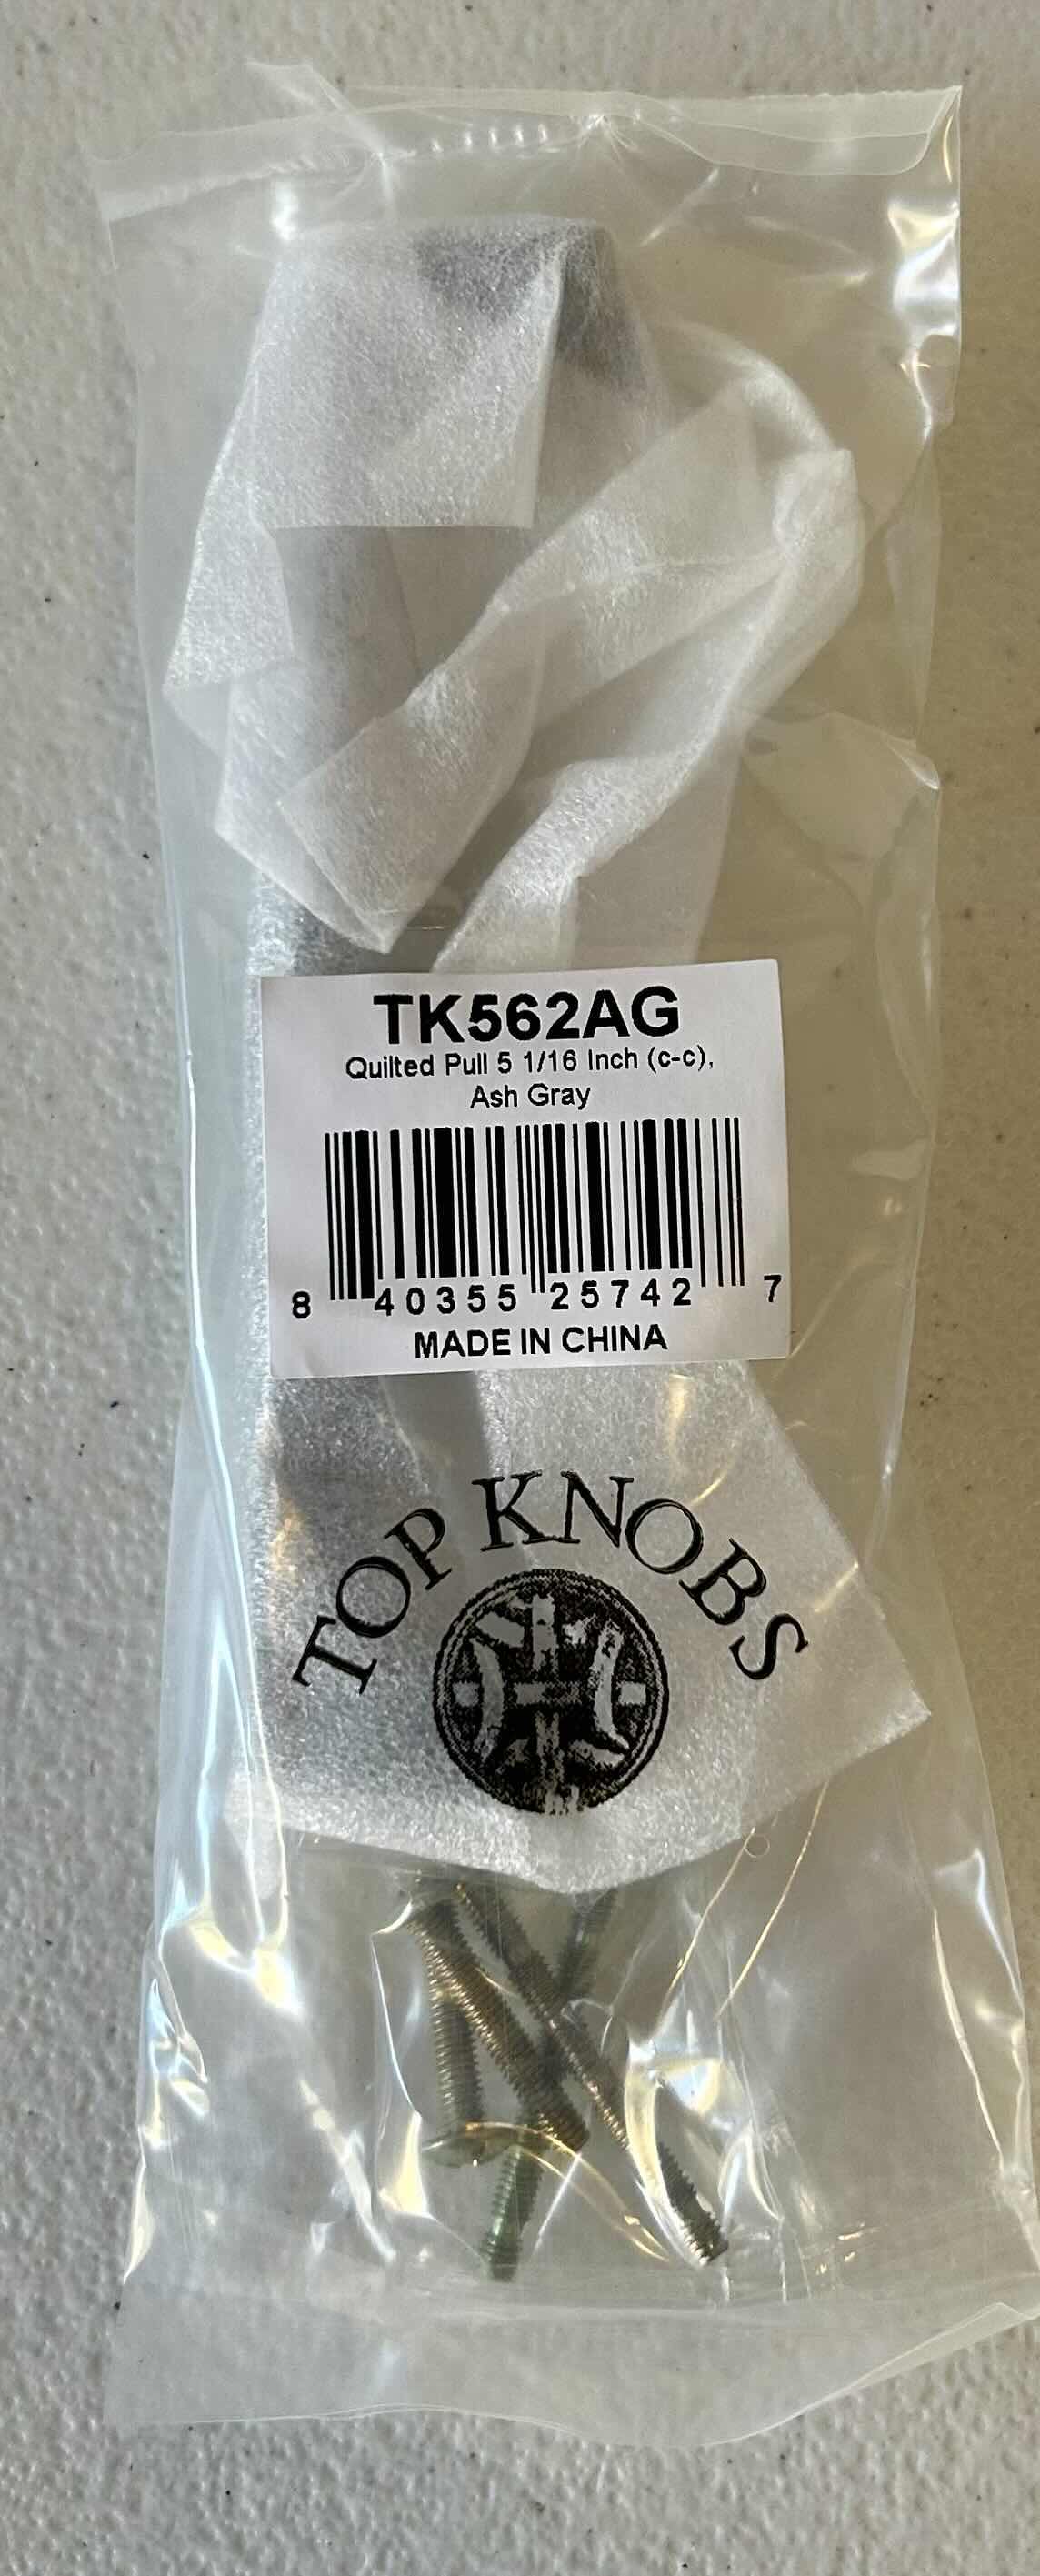 TK562AG
Quilted Pull 5 1/16 Inch (c-c),
Ash Gray
8 40355 25742 7
MADE IN CHINA
TOP KNOBS